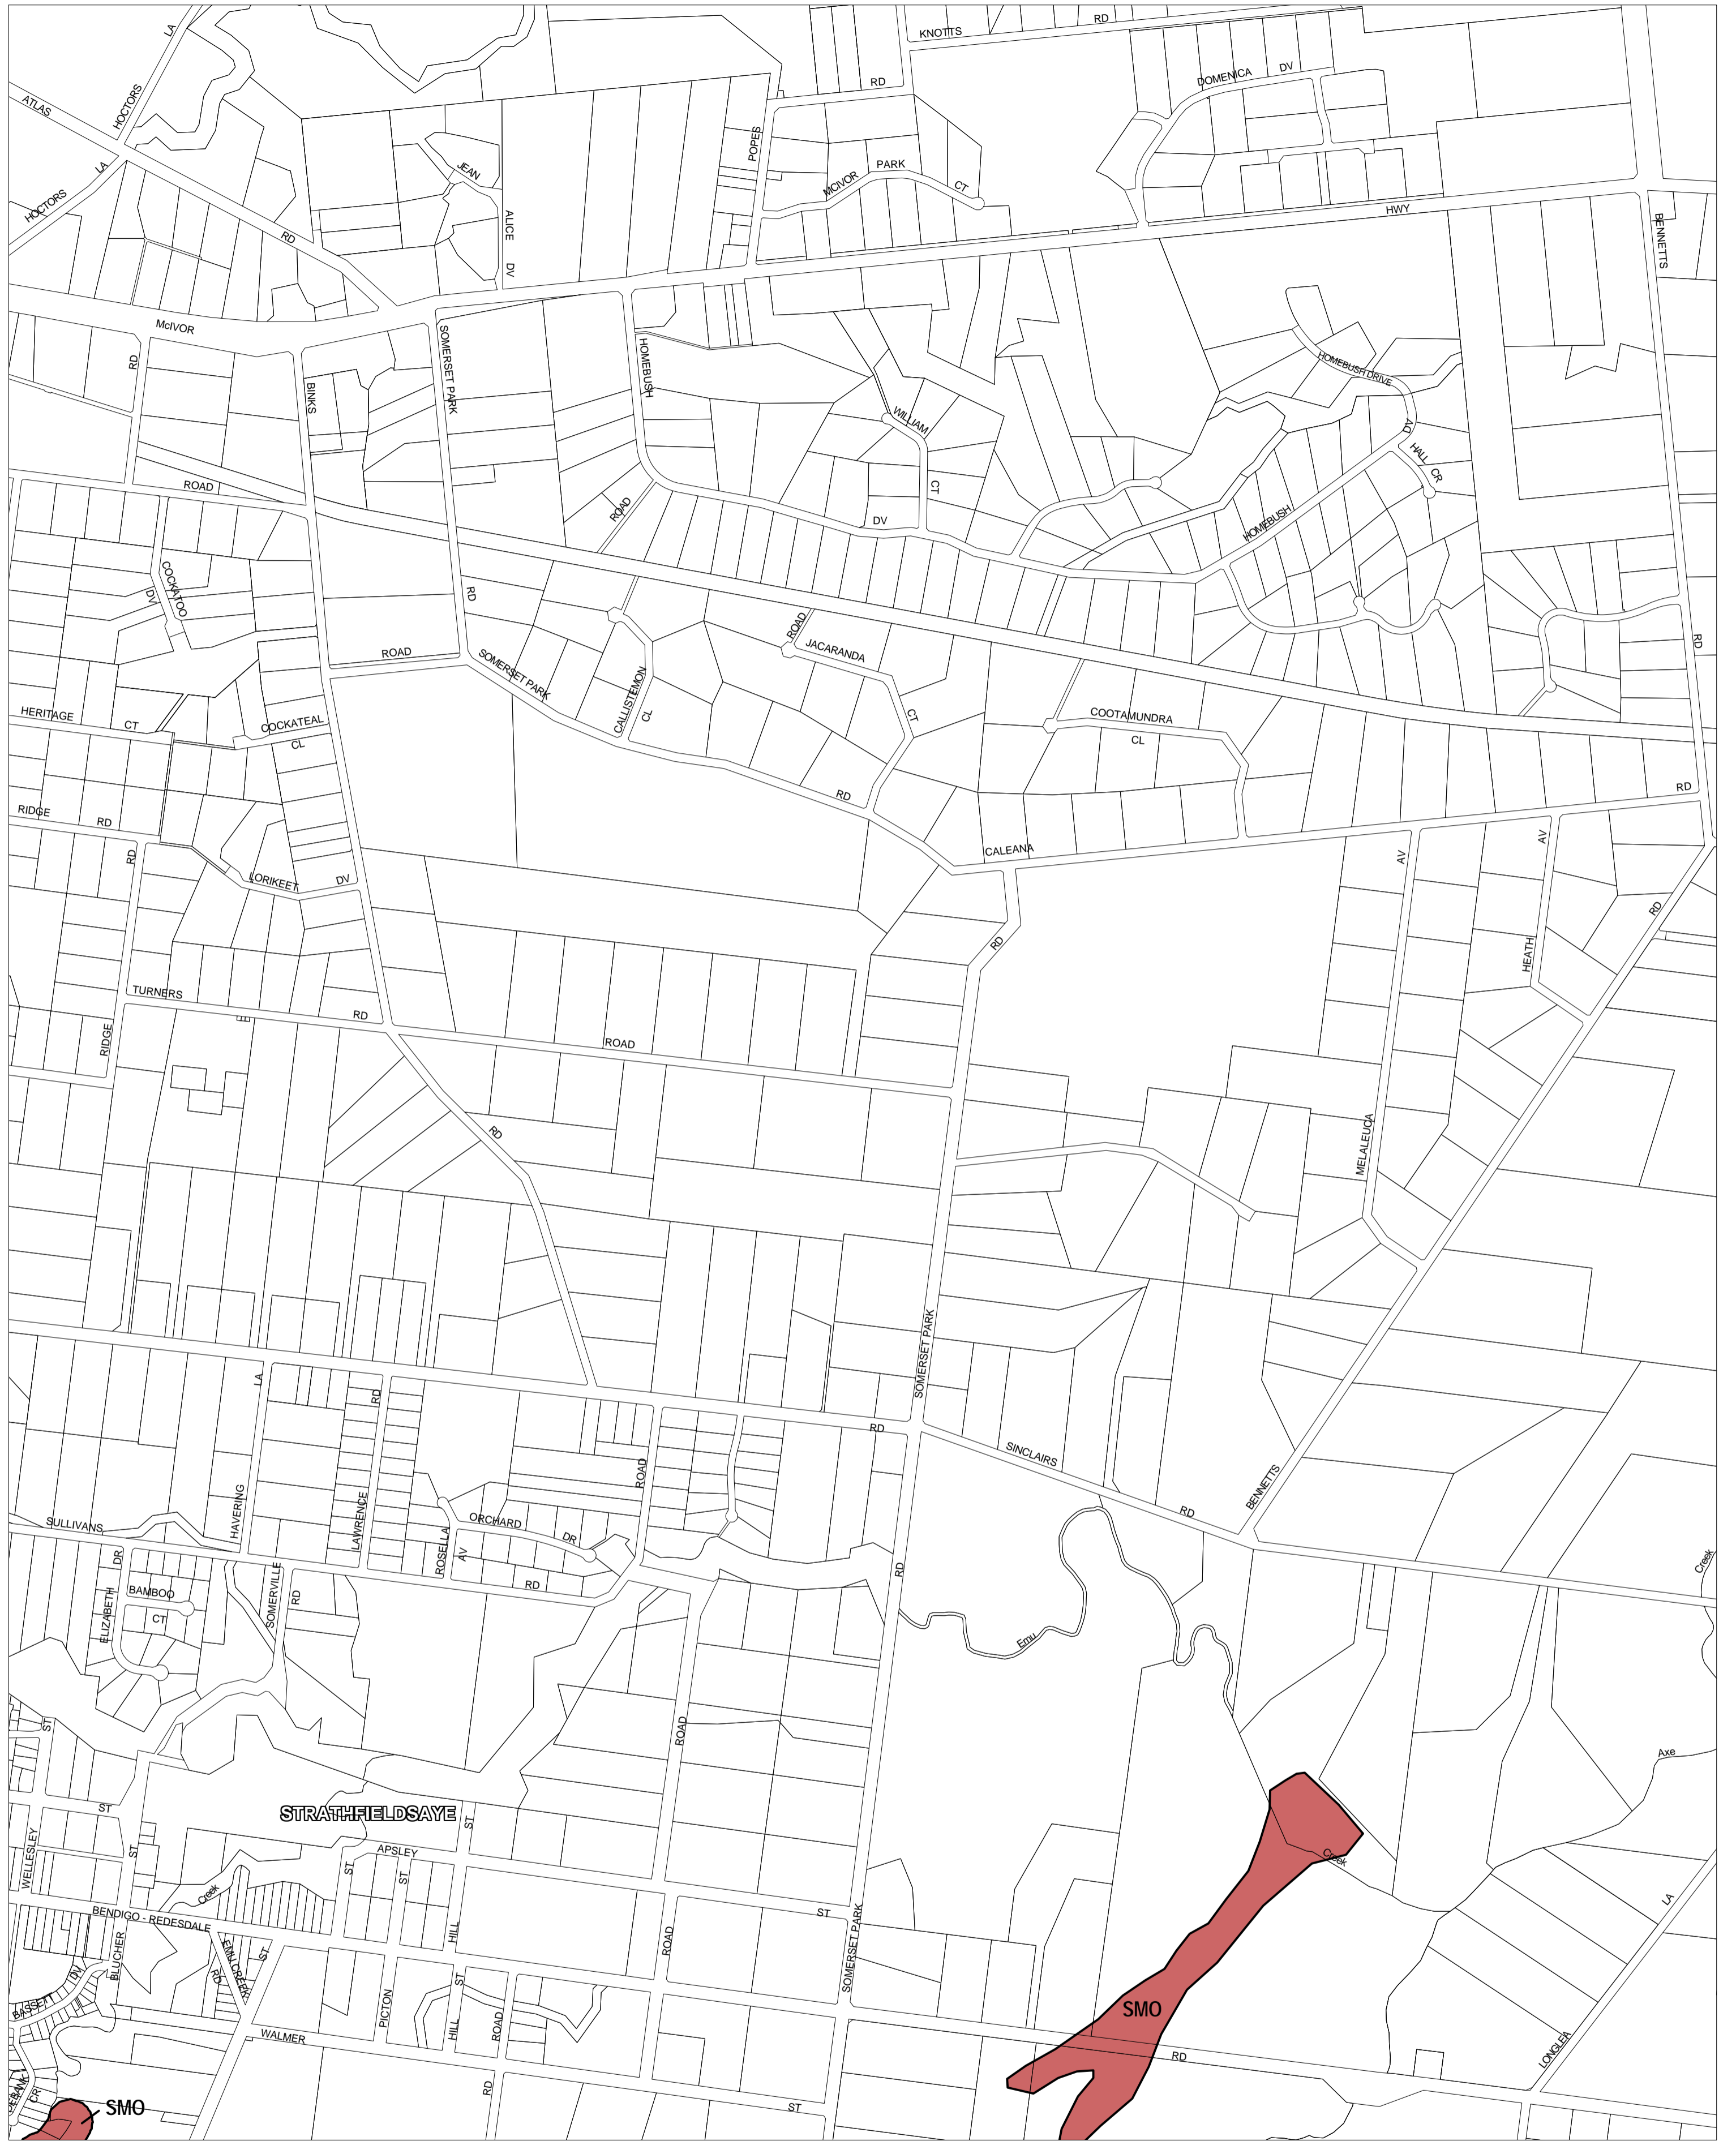 LA
KNOTTS
RD
ATLAS
HOCTORS
RD
DOMENICA
DV
POPES
LA
HOCTORS
JEAN
MCIVOR
PARK
CT
ALICE
DV
RD
HWY
BENNETTS
McIVOR
RD
BINKS
SOMERSET PARK
HOMEBUSH
HOMEBUSH DRIVE
WILLIAM
CT
DV
HALL
CR
ROAD
ROAD
DV
HOMEBUSH
COCKATOO
DV
RD
ROAD
SOMERSET PARK
CALLISTEMON
CL
ROAD
JACARANDA
CT
RD
HERITAGE
CT
COCKATEAL
CL
COOTAMUNDRA
CL
RD
RD
RIDGE
RD
RD
LORIKEET
DV
CALEANA
AV
AV
RD
HEATH
RD
TURNERS
RD
RIDGE
ROAD
RD
MELALEUCA
SOMERSET PARK
LA
RD
RD
SINCLAIRS
RD
BENNETTS
HAVERING
LAWRENCE
ROAD
SULLIVANS
ORCHARD
DR
ROSELLA
AV
RD
DR
BAMBOO
CT
ELIZABETH
SOMERVILLE
RD
RD
Emu
Creek
ST
ROAD
Axe
ST
STRATHFIELDSAYE
ST
WELLESLEY
ST
APSLEY
ST
ST
Creek
Creek
BENDIGO - REDESDALE
BLUCHER
EMU CREEK
RD
ST
HILL
ROAD
ST
SOMERSET PARK
LA
DV
BASSETT
PICTON
ST
HILL
ROAD
WALMER
SMO
RD
LONGLEA
CR
RD
ST
SMO